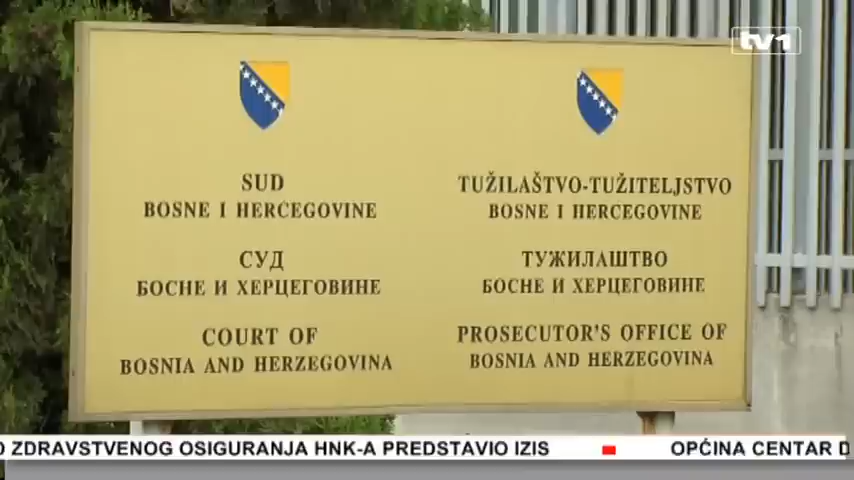 tv1
SUD
BOSNE I HERCEGOVINE
СУД
БОСНЕ И ХЕРЦЕГОВИНЕ
COURT OF
BOSNIA AND HERZEGOVINA
TUŽILAŠTVO-TUŽITELJSTVO
BOSNE I HERCEGOVINE
ТУЖИЛАШТВО
БОСНЕ И ХЕРЦЕГОВИНЕ
PROSECUTOR'S OFFICE OF
BOSNIA AND HERZEGOVINA
ZDRAVSTVENOG OSIGURANJA HNK-A PREDSTAVIO IZIS OPĆINA CENTAR